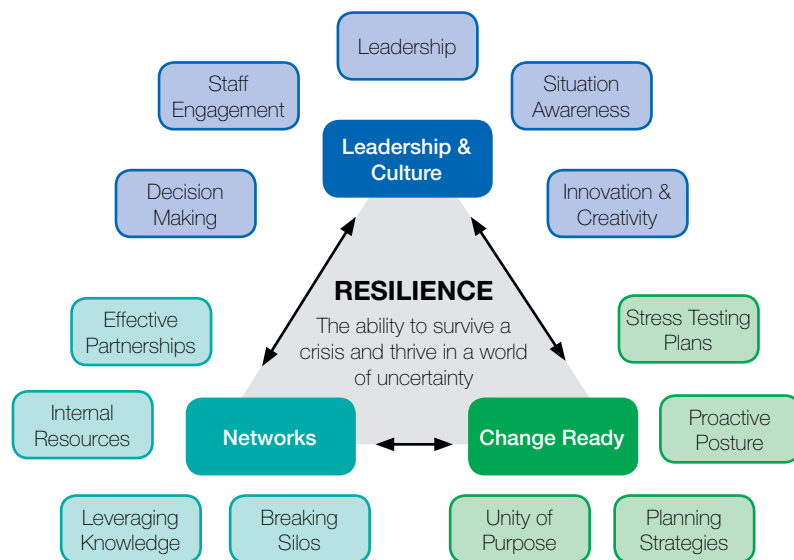 Leadership
Staff
Engagement
Situation
Awareness
Leadership &
Culture
Decision
Making
Innovation &
Creativity
RESILIENCE
The ability to survive a
crisis and thrive in a world
of uncertainty
Effective
Partnerships
Stress Testing
Plans
Internal
Resources
Networks
Change Ready
Proactive
Posture
Leveraging
Knowledge
Breaking
Silos
Unity of
Purpose
Planning
Strategies